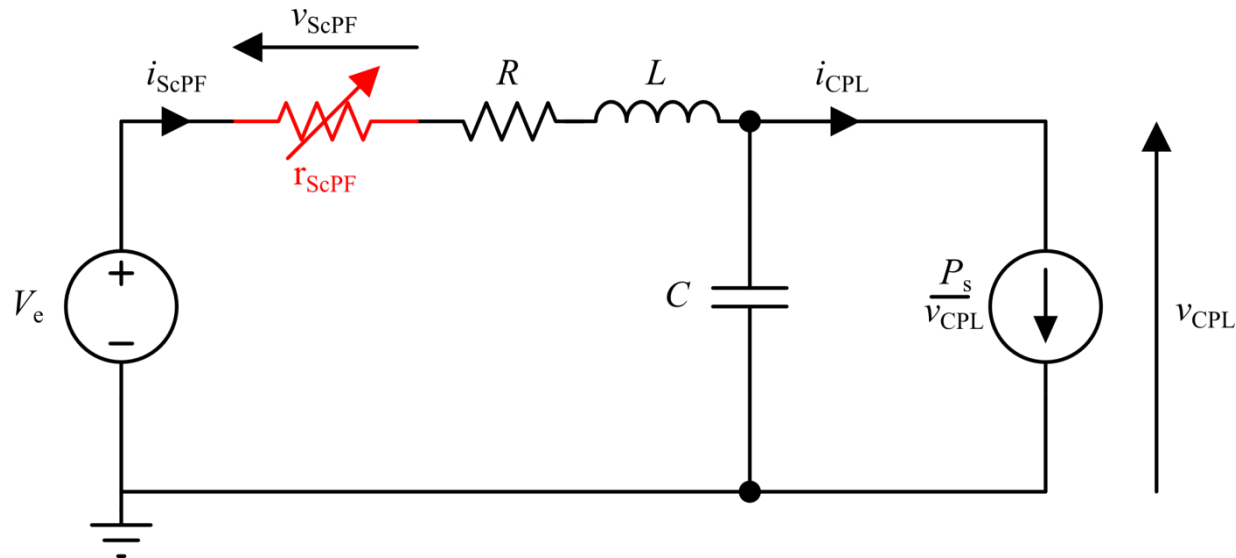 v_ScPF
i_ScPF
R
L
i_CPL
r_ScPF
V_e
+
−
C
P_s
v_CPL
v_CPL